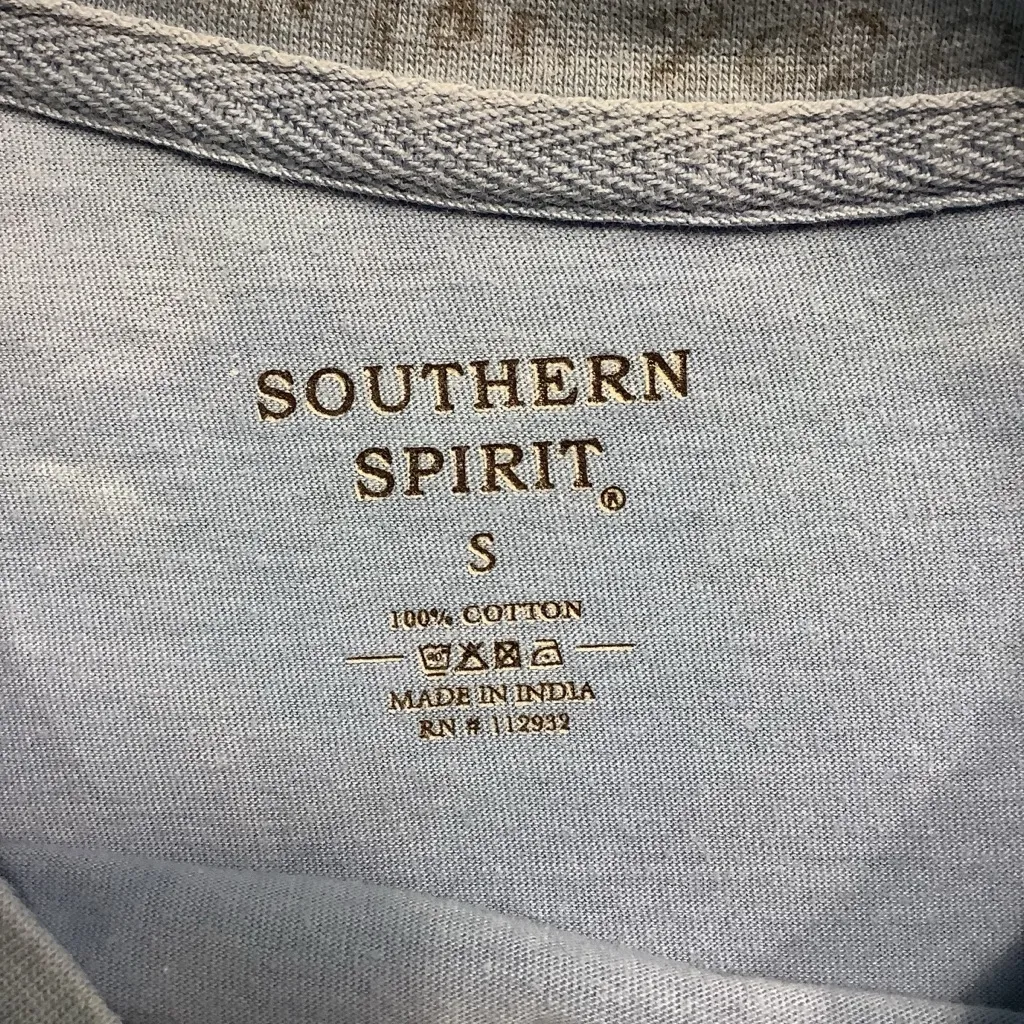 SOUTHERN
SPIRIT®
S
100% COTTON
MADE IN INDIA
RN # 112932